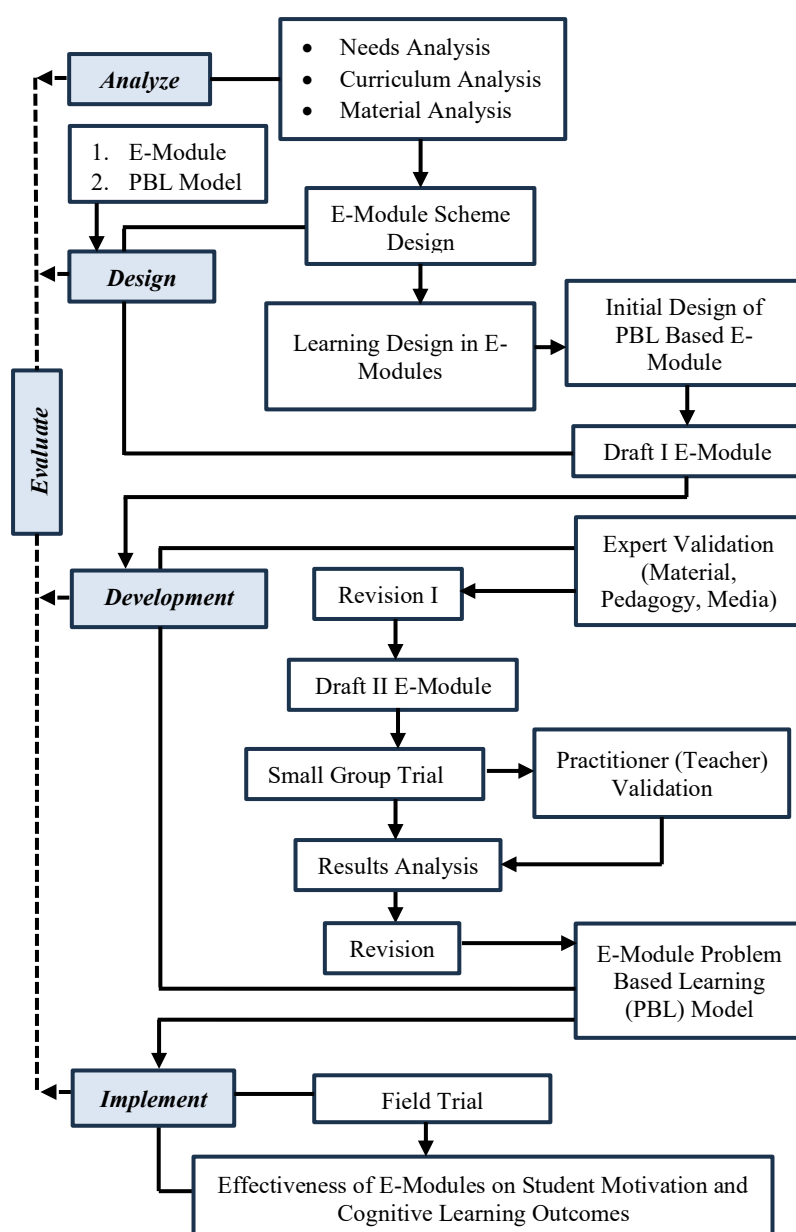 • Needs Analysis
• Curriculum Analysis
• Material Analysis
Analyze
1. E-Module
2. PBL Model
E-Module Scheme
Design
Design
Learning Design in E-
Modules
Initial Design of
PBL Based E-
Module
Evaluate
Draft I E-Module
Expert Validation
(Material,
Pedagogy, Media)
Development
Revision I
Draft II E-Module
Small Group Trial
Practitioner (Teacher)
Validation
Results Analysis
Revision
E-Module Problem
Based Learning
(PBL) Model
Implement
Field Trial
Effectiveness of E-Modules on Student Motivation and
Cognitive Learning Outcomes